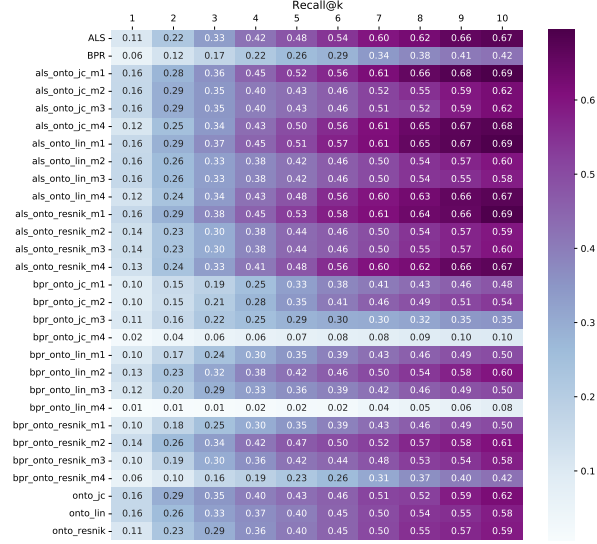 Recall@k
1 2 3 4 5 6 7 8 9 10
ALS 0.11 0.22 0.33 0.42 0.48 0.54 0.60 0.62 0.66 0.67
BPR 0.06 0.12 0.17 0.22 0.26 0.29 0.34 0.38 0.41 0.42
als_onto_jc_m1 0.16 0.28 0.36 0.45 0.52 0.56 0.61 0.66 0.68 0.69
als_onto_jc_m2 0.16 0.29 0.35 0.40 0.43 0.46 0.52 0.55 0.59 0.62
als_onto_jc_m3 0.16 0.29 0.35 0.40 0.43 0.46 0.51 0.52 0.59 0.62
als_onto_jc_m4 0.12 0.25 0.34 0.43 0.50 0.56 0.61 0.65 0.67 0.68
als_onto_lin_m1 0.16 0.29 0.37 0.45 0.51 0.57 0.61 0.65 0.67 0.69
als_onto_lin_m2 0.16 0.26 0.33 0.38 0.42 0.46 0.50 0.54 0.57 0.60
als_onto_lin_m3 0.16 0.26 0.33 0.38 0.42 0.46 0.50 0.54 0.55 0.58
als_onto_lin_m4 0.12 0.24 0.34 0.43 0.48 0.56 0.60 0.63 0.66 0.67
als_onto_resnik_m1 0.16 0.29 0.38 0.45 0.53 0.58 0.61 0.64 0.66 0.69
als_onto_resnik_m2 0.14 0.23 0.30 0.38 0.44 0.46 0.50 0.54 0.57 0.59
als_onto_resnik_m3 0.14 0.23 0.30 0.38 0.44 0.46 0.50 0.55 0.57 0.60
als_onto_resnik_m4 0.13 0.24 0.33 0.41 0.48 0.56 0.60 0.62 0.66 0.67
bpr_onto_jc_m1 0.10 0.15 0.19 0.25 0.33 0.38 0.41 0.43 0.46 0.48
bpr_onto_jc_m2 0.10 0.15 0.21 0.28 0.35 0.41 0.46 0.49 0.51 0.54
bpr_onto_jc_m3 0.11 0.16 0.22 0.25 0.29 0.30 0.30 0.32 0.35 0.35
bpr_onto_jc_m4 0.02 0.04 0.06 0.06 0.07 0.08 0.08 0.09 0.10 0.10
bpr_onto_lin_m1 0.10 0.17 0.24 0.30 0.35 0.39 0.43 0.46 0.49 0.50
bpr_onto_lin_m2 0.13 0.23 0.32 0.38 0.42 0.46 0.50 0.54 0.58 0.60
bpr_onto_lin_m3 0.12 0.20 0.29 0.33 0.36 0.39 0.42 0.46 0.49 0.50
bpr_onto_lin_m4 0.01 0.01 0.01 0.02 0.02 0.02 0.04 0.05 0.06 0.08
bpr_onto_resnik_m1 0.10 0.18 0.25 0.30 0.35 0.39 0.43 0.46 0.49 0.50
bpr_onto_resnik_m2 0.14 0.26 0.34 0.42 0.47 0.50 0.52 0.57 0.58 0.61
bpr_onto_resnik_m3 0.10 0.19 0.30 0.36 0.42 0.44 0.48 0.53 0.54 0.58
bpr_onto_resnik_m4 0.06 0.10 0.16 0.19 0.23 0.26 0.31 0.37 0.40 0.42
onto_jc 0.16 0.29 0.35 0.40 0.43 0.46 0.51 0.52 0.59 0.62
onto_lin 0.16 0.26 0.33 0.37 0.40 0.45 0.50 0.54 0.55 0.58
onto_resnik 0.11 0.23 0.29 0.36 0.40 0.45 0.50 0.55 0.57 0.59
0.6
0.5
0.4
0.3
0.2
0.1